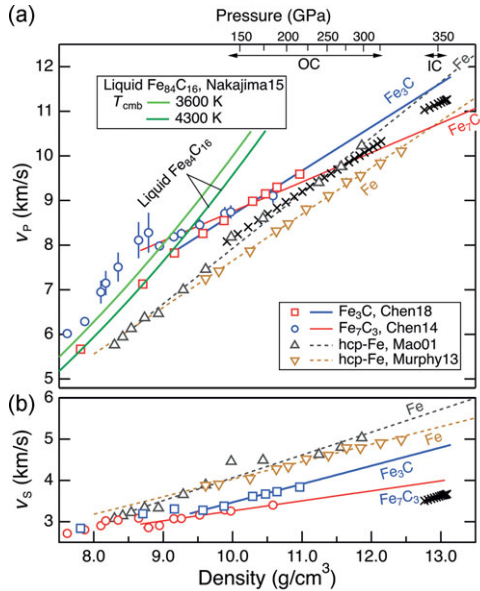 Pressure (GPa)
(a)
150 200 250 300 350
OC IC
12
11
10
9
8
7
6
5
v_P (km/s)
Liquid Fe₈₄C₁₆, Nakajima15
T_cmb
3600 K
4300 K
Liquid Fe₈₄C₁₆
Fe₃C
Fe
Fe₇C₃
Fe
Fe₃C, Chen18
Fe₇C₃, Chen14
hcp-Fe, Mao01
hcp-Fe, Murphy13
(b)
6
5
4
3
v_S (km/s)
Fe
Fe
Fe₃C
Fe₇C₃
8.0 9.0 10.0 11.0 12.0 13.0
Density (g/cm³)